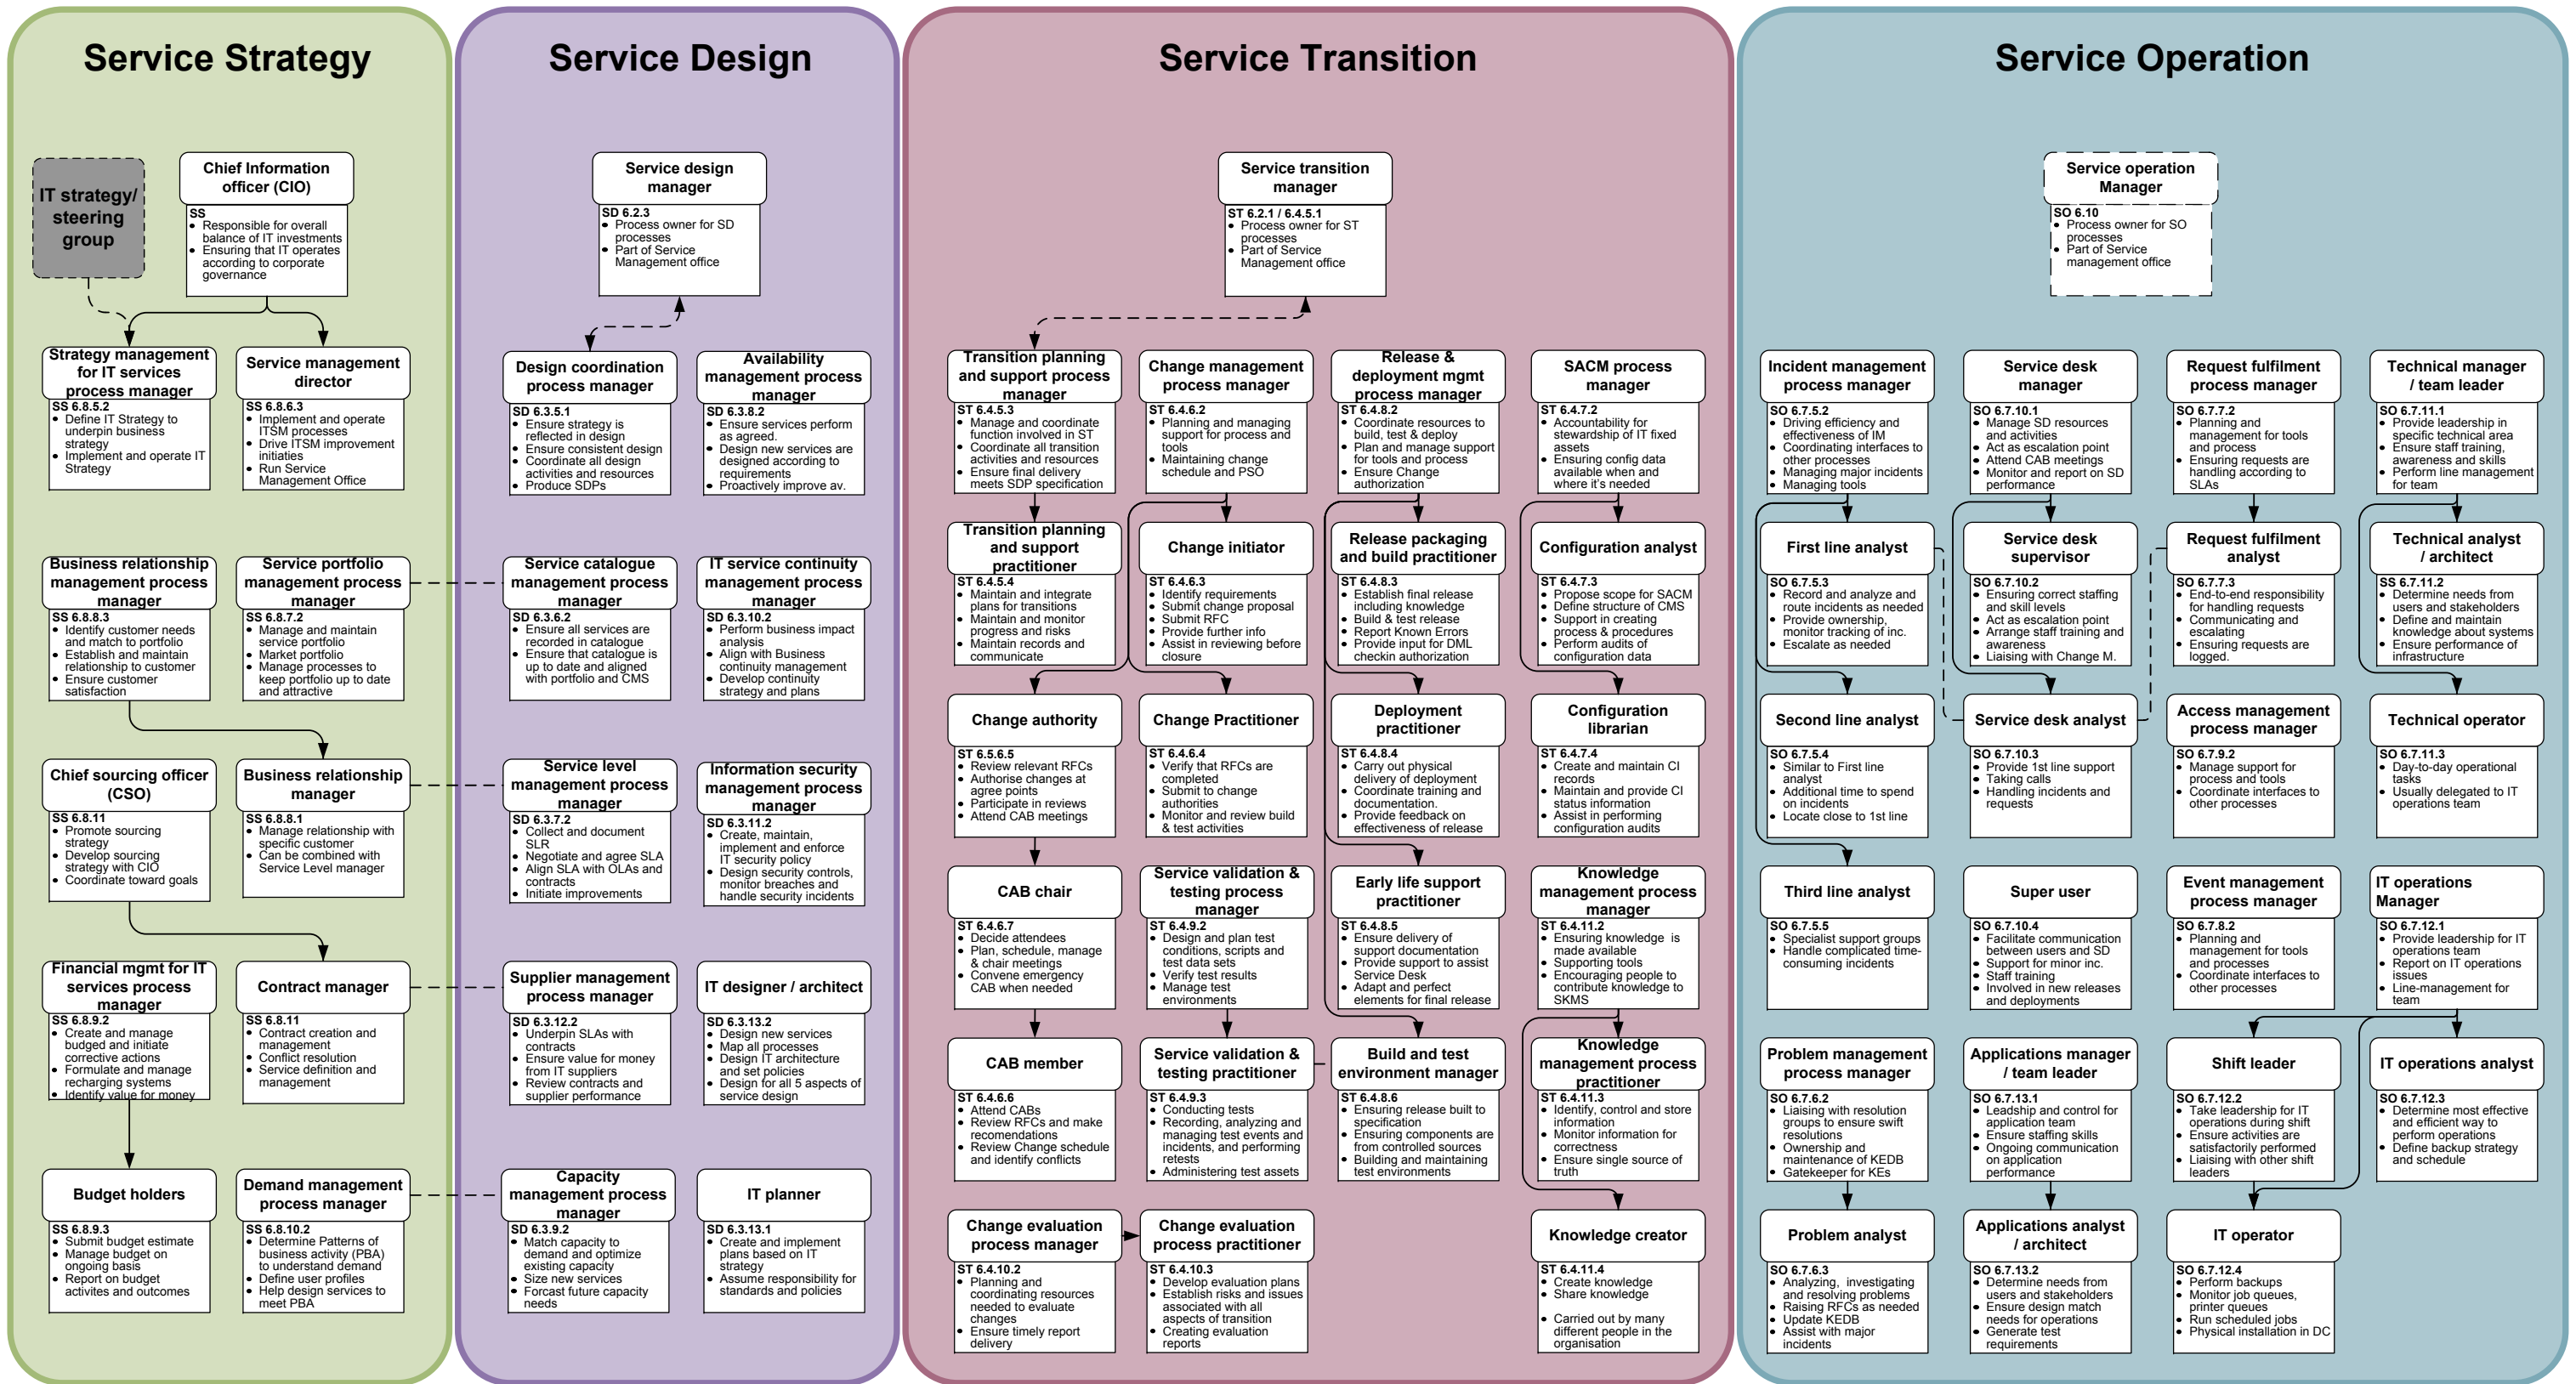 Service Strategy
IT strategy/
steering
group
Chief Information
officer (CIO)
SS
• Responsible for overall
balance of IT investments
• Ensuring that IT operates
according to corporate
governance
Strategy management
for IT services
process manager
SS 6.8.5.2
• Define IT Strategy to
underpin business
strategy
• Implement and operate IT
Strategy
Service management
director
SS 6.8.6.3
• Implement and operate
ITSM processes
• Drive ITSM improvement
initiaties
• Run Service
Management Office
Business relationship
management process
manager
SS 6.8.8.3
• Identify customer needs
and match to portfolio
• Establish and maintain
relationship to customer
• Ensure customer
satisfaction
Service portfolio
management process
manager
SS 6.8.7.2
• Manage and maintain
service portfolio
• Market portfolio
• Manage processes to
keep portfolio up to date
and attractive
Chief sourcing officer
(CSO)
SS 6.8.11
• Promote sourcing
strategy
• Develop sourcing
strategy with CIO
• Coordinate toward goals
Business relationship
manager
SS 6.8.8.1
• Manage relationship with
specific customer
• Can be combined with
Service Level manager
Financial mgmt for IT
services process
manager
SS 6.8.9.2
• Create and manage
budged and initiate
corrective actions
• Formulate and manage
recharging systems
• Identify value for money
Contract manager
SS 6.8.11
• Contract creation and
management
• Conflict resolution
• Service definition and
management
Budget holders
SS 6.8.9.3
• Submit budget estimate
• Manage budget on
ongoing basis
• Report on budget
activites and outcomes
Demand management
process manager
SS 6.8.10.2
• Determine Patterns of
business activity (PBA)
to understand demand
• Define user profiles
• Help design services to
meet PBA
Service Design
Service design
manager
SD 6.2.3
• Process owner for SD
processes
• Part of Service
Management office
Design coordination
process manager
SD 6.3.5.1
• Ensure strategy is
reflected in design
• Ensure consistent design
• Coordinate all design
activities and resources
• Produce SDPs
Availability
management process
manager
SD 6.3.8.2
• Ensure services perform
as agreed.
• Design new services are
designed according to
requirements
• Proactively improve av.
Service catalogue
management process
manager
SD 6.3.6.2
• Ensure all services are
recorded in catalogue
• Ensure that catalogue is
up to date and aligned
with portfolio and CMS
IT service continuity
management process
manager
SD 6.3.10.2
• Perform business impact
analysis
• Align with Business
continuity management
• Develop continuity
strategy and plans
Service level
management process
manager
SD 6.3.7.2
• Collect and document
SLR
• Negotiate and agree SLA
• Align SLA with OLAs and
contracts
• Initiate improvements
Information security
management process
manager
SD 6.3.11.2
• Create, maintain,
implement and enforce
IT security policy
• Design security controls,
monitor breaches and
handle security incidents
Supplier management
process manager
SD 6.3.12.2
• Underpin SLAs with
contracts
• Ensure value for money
from IT suppliers
• Review contracts and
supplier performance
IT designer / architect
SD 6.3.13.2
• Design new services
• Map all processes
• Design IT architecture
and set policies
• Design for all 5 aspects of
service design
Capacity
management process
manager
SD 6.3.9.2
• Match capacity to
demand and optimize
existing capacity
• Size new services
• Forcast future capacity
needs
IT planner
SD 6.3.13.1
• Create and implement
plans based on IT
strategy
• Assume responsibility for
standards and policies
Service Transition
Service transition
manager
ST 6.2.1 / 6.4.5.1
• Process owner for ST
processes
• Part of Service
Management office
Transition planning
and support process
manager
ST 6.4.5.3
• Manage and coordinate
function involved in ST
• Coordinate all transition
activities and resources
• Ensure final delivery
meets SDP specification
Change management
process manager
ST 6.4.6.2
• Planning and managing
support for process and
tools
• Maintaining change
schedule and PSO
Release &
deployment mgmt
process manager
ST 6.4.8.2
• Coordinate resources to
build, test & deploy
• Plan and manage support
for tools and process
• Ensure Change
authorization
SACM process
manager
ST 6.4.7.2
• Accountability for
stewardship of IT fixed
assets
• Ensuring config data
available when and
where it's needed
Transition planning
and support
practitioner
ST 6.4.5.4
• Maintain and integrate
plans for transitions
• Maintain and monitor
progress and risks
• Maintain records and
communicate
Change initiator
ST 6.4.6.3
• Identify requirements
• Submit change proposal
• Submit RFC
• Provide further info
• Assist in reviewing before
closure
Release packaging
and build practitioner
ST 6.4.8.3
• Establish final release
including knowledge
• Build & test release
• Report Known Errors
• Provide input for DML
checkin authorization
Configuration analyst
ST 6.4.7.3
• Propose scope for SACM
• Define structure of CMS
• Support in creating
process & procedures
• Perform audits of
configuration data
Change authority
ST 6.5.6.5
• Review relevant RFCs
• Authorise changes at
agree points
• Participate in reviews
• Attend CAB meetings
Change Practitioner
ST 6.4.6.4
• Verify that RFCs are
completed
• Submit to change
authorities
• Monitor and review build
& test activities
Deployment
practitioner
ST 6.4.8.4
• Carry out physical
delivery of deployment
• Coordinate training and
documentation.
• Provide feedback on
effectiveness of release
Configuration
librarian
ST 6.4.7.4
• Create and maintain CI
records
• Maintain and provide CI
status information
• Assist in performing
configuration audits
CAB chair
ST 6.4.6.7
• Decide attendees
• Plan, schedule, manage
& chair meetings
• Convene emergency
CAB when needed
Service validation &
testing process
manager
ST 6.4.9.2
• Design and plan test
conditions, scripts and
test data sets
• Verify test results
• Manage test
environments
Early life support
practitioner
ST 6.4.8.5
• Ensure delivery of
support documentation
• Provide support to assist
Service Desk
• Adapt and perfect
elements for final release
Knowledge
management process
manager
ST 6.4.11.2
• Ensuring knowledge is
made available
• Supporting tools
• Encouraging people to
contribute knowledge to
SKMS
CAB member
ST 6.4.6.6
• Attend CABs
• Review RFCs and make
recomendations
• Review Change schedule
and identify conflicts
Service validation &
testing practitioner
ST 6.4.9.3
• Conducting tests
• Recording, analyzing and
managing test events and
incidents, and performing
retests
• Administering test assets
Build and test
environment manager
ST 6.4.8.6
• Ensuring release built to
specification
• Ensuring components are
from controlled sources
• Building and maintaining
test environments
Knowledge
management process
practitioner
ST 6.4.11.3
• Identify, control and store
information
• Monitor information for
correctness
• Ensure single source of
truth
Change evaluation
process manager
ST 6.4.10.2
• Planning and
coordinating resources
needed to evaluate
changes
• Ensure timely report
delivery
Change evaluation
process practitioner
ST 6.4.10.3
• Develop evaluation plans
• Establish risks and issues
associated with all
aspects of transition
• Creating evaluation
reports
Knowledge creator
ST 6.4.11.4
• Create knowledge
• Share knowledge
• Carried out by many
different people in the
organisation
Service Operation
Service operation
Manager
SO 6.10
• Process owner for SO
processes
• Part of Service
management office
Incident management
process manager
SO 6.7.5.2
• Driving efficiency and
effectiveness of IM
• Coordinating interfaces to
other processes
• Managing major incidents
• Managing tools
Service desk
manager
SO 6.7.10.1
• Manage SD resources
and activities
• Act as escalation point
• Attend CAB meetings
• Monitor and report on SD
performance
Request fulfilment
process manager
SO 6.7.7.2
• Planning and
management for tools
and process
• Ensuring requests are
handling according to
SLAs
Technical manager
/ team leader
SO 6.7.11.1
• Provide leadership in
specific technical area
• Ensure staff training,
awareness and skills
• Perform line management
for team
First line analyst
SO 6.7.5.3
• Record and analyze and
route incidents as needed
• Provide ownership,
monitor tracking of inc.
• Escalate as needed
Service desk
supervisor
SO 6.7.10.2
• Ensuring correct staffing
and skill levels
• Act as escalation point
• Arrange staff training and
awareness
• Liaising with Change M.
Request fulfilment
analyst
SO 6.7.7.3
• End-to-end responsibility
for handling requests
• Communicating and
escalating
• Ensuring requests are
logged.
Technical analyst
/ architect
SS 6.7.11.2
• Determine needs from
users and stakeholders
• Define and maintain
knowledge about systems
• Ensure performance of
infrastructure
Second line analyst
SO 6.7.5.4
• Similar to First line
analyst
• Additional time to spend
on incidents
• Locate close to 1st line
Service desk analyst
SO 6.7.10.3
• Provide 1st line support
• Taking calls
• Handling incidents and
requests
Access management
process manager
SO 6.7.9.2
• Manage support for
process and tools
• Coordinate interfaces to
other processes
Technical operator
SO 6.7.11.3
• Day-to-day operational
tasks
• Usually delegated to IT
operations team
Third line analyst
SO 6.7.5.5
• Specialist support groups
• Handle complicated time-
consuming incidents
Super user
SO 6.7.10.4
• Facilitate communication
between users and SD
• Support for minor inc.
• Staff training
• Involved in new releases
and deployments
Event management
process manager
SO 6.7.8.2
• Planning and
management for tools
and processes
• Coordinate interfaces to
other processes
IT operations
Manager
SO 6.7.12.1
• Provide leadership for IT
operations team
• Report on IT operations
issues
• Line-management for
team
Problem management
process manager
SO 6.7.6.2
• Liaising with resolution
groups to ensure swift
resolutions
• Ownership and
maintenance of KEDB
• Gatekeeper for KEs
Applications manager
/ team leader
SO 6.7.13.1
• Leadship and control for
application team
• Ensure staffing skills
• Ongoing communication
on application
performance
Shift leader
SO 6.7.12.2
• Take leadership for IT
operations during shift
• Ensure activities are
satisfactorily performed
• Liaising with other shift
leaders
IT operations analyst
SO 6.7.12.3
• Determine most effective
and efficient way to
perform operations
• Define backup strategy
and schedule
Problem analyst
SO 6.7.6.3
• Analyzing, investigating
and resolving problems
• Raising RFCs as needed
• Update KEDB
• Assist with major
incidents
Applications analyst
/ architect
SO 6.7.13.2
• Determine needs from
users and stakeholders
• Ensure design match
needs for operations
• Generate test
requirements
IT operator
SO 6.7.12.4
• Perform backups
• Monitor job queues,
printer queues
• Run scheduled jobs
• Physical installation in DC